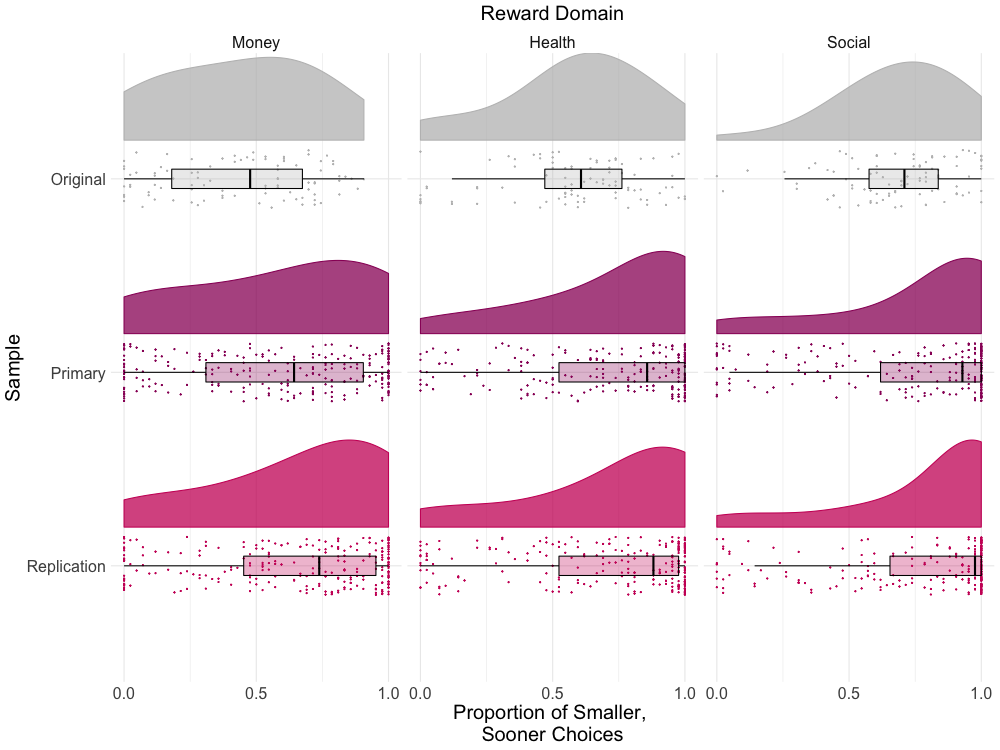 Reward Domain
Money Health Social
Sample
Original
Primary
Replication
0.0 0.5 1.0 0.0 0.5 1.0 0.0 0.5 1.0
Proportion of Smaller,
Sooner Choices